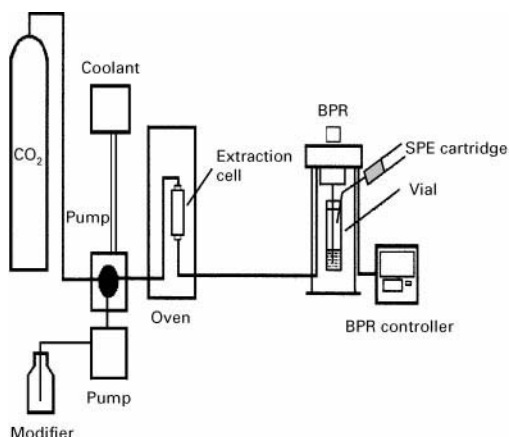 Coolant
CO2
Pump
Extraction
cell
Oven
BPR
SPE cartridge
Vial
BPR controller
Pump
Modifier